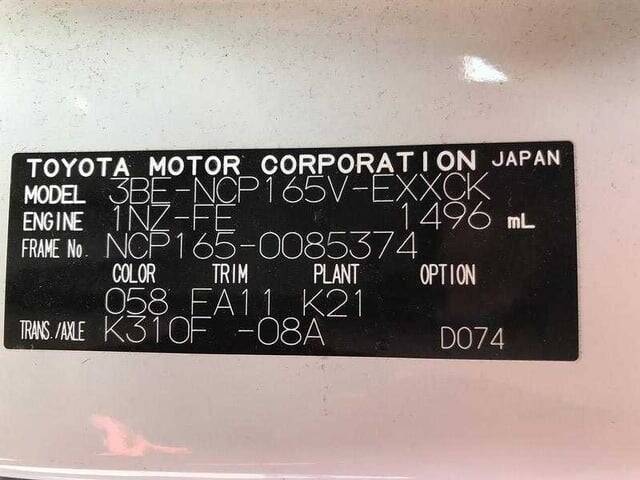 TOYOTA MOTOR CORPORATION JAPAN
MODEL 3BE-NCP165V-EXXCK
ENGINE 1NZ-FE 1496 mL
FRAME No. NCP165-0085374
COLOR TRIM PLANT OPTION
058 FA11 K21
TRANS./AXLE K310F -08A D074